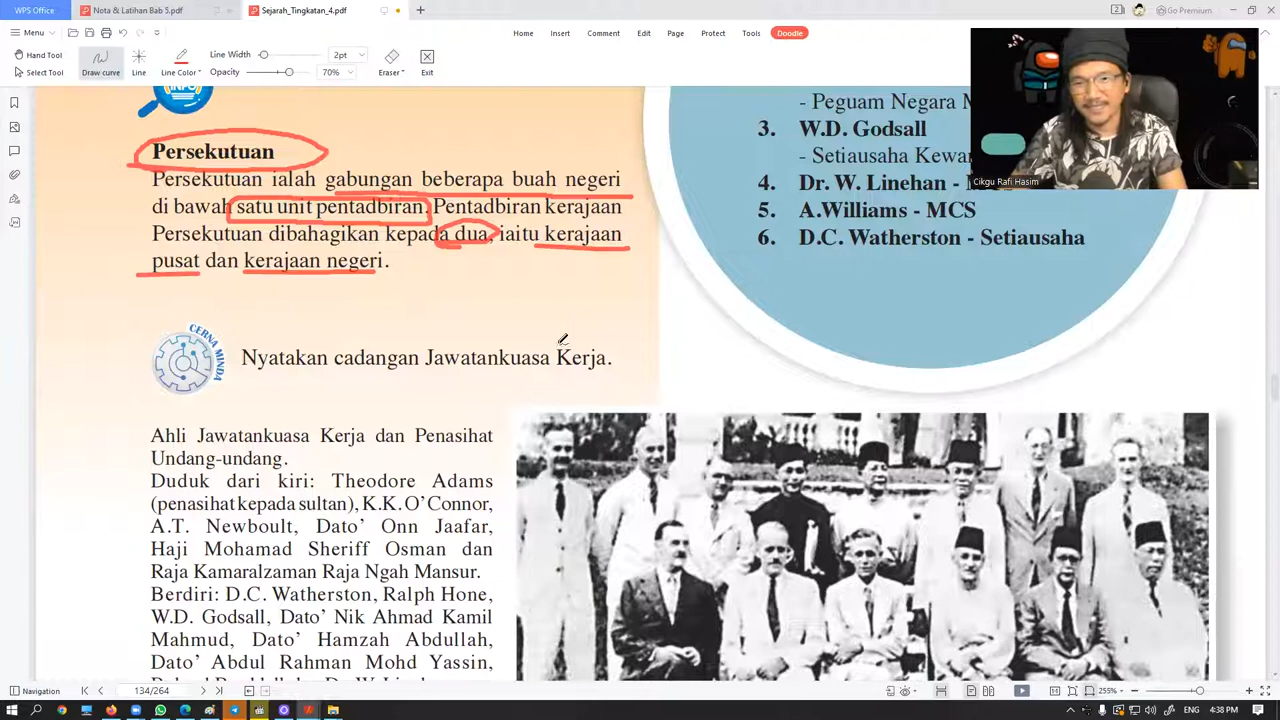 WPS Office
Nota & Latihan Bab 5.pdf
Sejarah_Tingkatan_4.pdf
Go Premium
Menu
Home
Insert
Comment
Edit
Page
Protect
Tools
Doodle
Hand Tool
Select Tool
Draw curve
Line
Line Color
Line Width
2pt
Opacity
70%
Eraser
Exit
INFO
Persekutuan
Persekutuan ialah gabungan beberapa buah negeri
di bawah satu unit pentadbiran. Pentadbiran kerajaan
Persekutuan dibahagikan kepada dua, iaitu kerajaan
pusat dan kerajaan negeri.
- Peguam Negara M
3. W.D. Godsall
- Setiausaha Kewan
4. Dr. W. Linehan -
5. A.Williams - MCS
6. D.C. Watherston - Setiausaha
Cikgu Rafi Hasim
CERNA MINDA
Nyatakan cadangan Jawatankuasa Kerja.
Ahli Jawatankuasa Kerja dan Penasihat
Undang-undang.
Duduk dari kiri: Theodore Adams
(penasihat kepada sultan), K.K. O’Connor,
A.T. Newboult, Dato’ Onn Jaafar,
Haji Mohamad Sheriff Osman dan
Raja Kamaralzaman Raja Ngah Mansur.
Berdiri: D.C. Watherston, Ralph Hone,
W.D. Godsall, Dato’ Nik Ahmad Kamil
Mahmud, Dato’ Hamzah Abdullah,
Dato’ Abdul Rahman Mohd Yassin,
Navigation
134/264
255%
4:38 PM